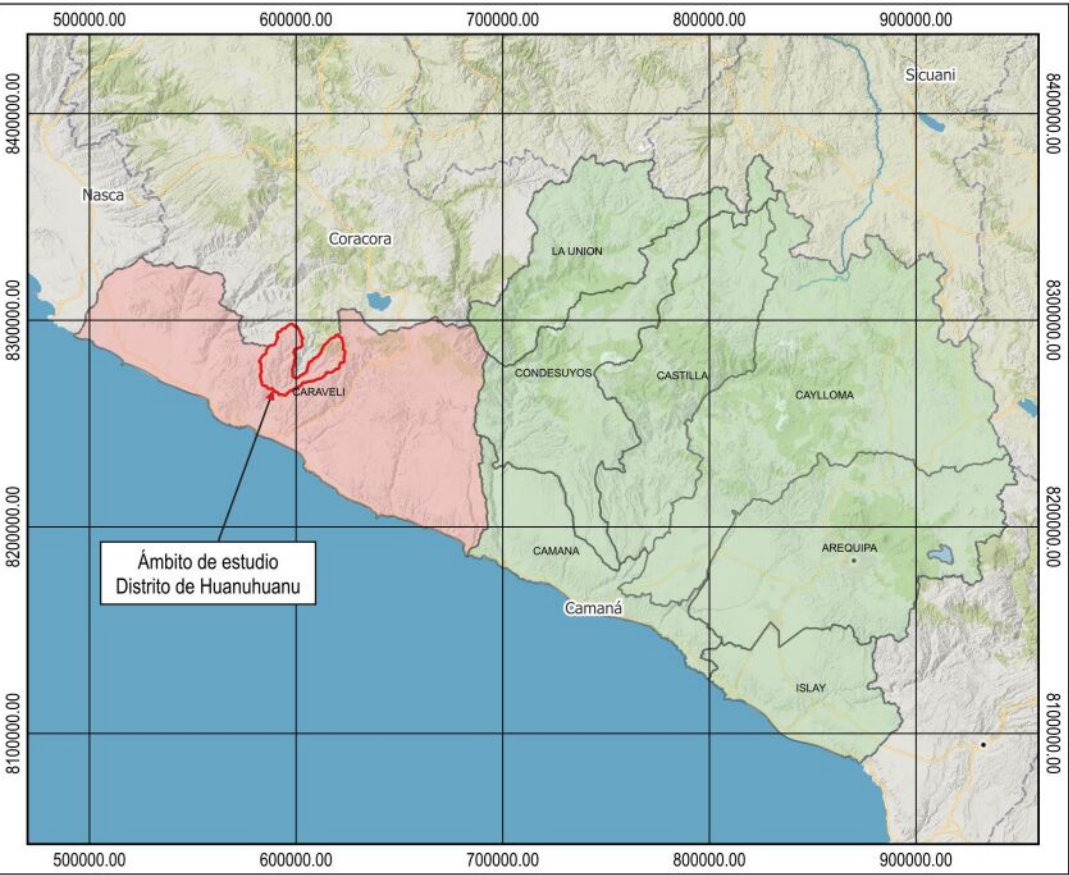 500000.00
600000.00
700000.00
800000.00
900000.00
8400000.00
8400000.00
Sicuani
Nasca
Coracora
LA UNION
8300000.00
8300000.00
CONDESUYOS
CASTILLA
CARAVELI
CAYLLOMA
8200000.00
8200000.00
Ámbito de estudio
Distrito de Huanuhuanu
CAMANA
AREQUIPA
Camaná
ISLAY
8100000.00
8100000.00
500000.00
600000.00
700000.00
800000.00
900000.00